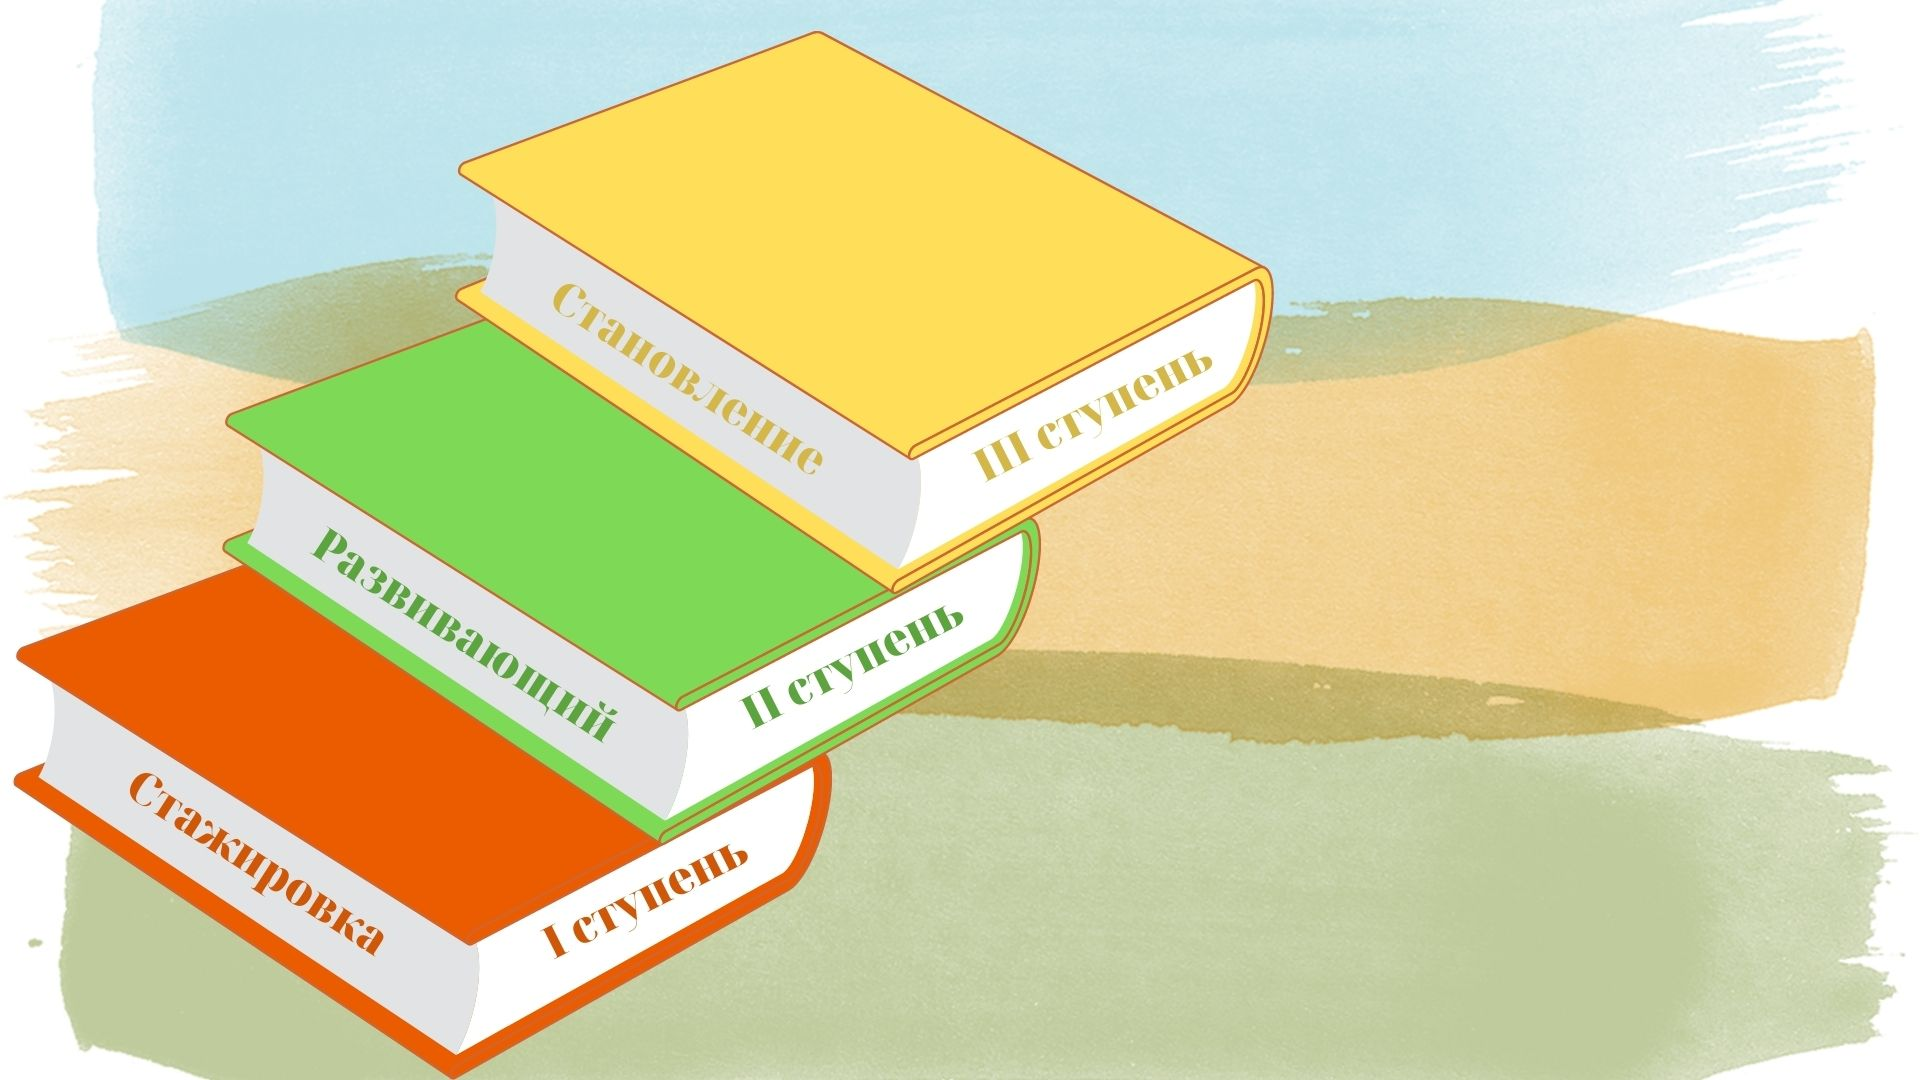 Становление
III ступень
Развивающий
II ступень
Стажировка
I ступень